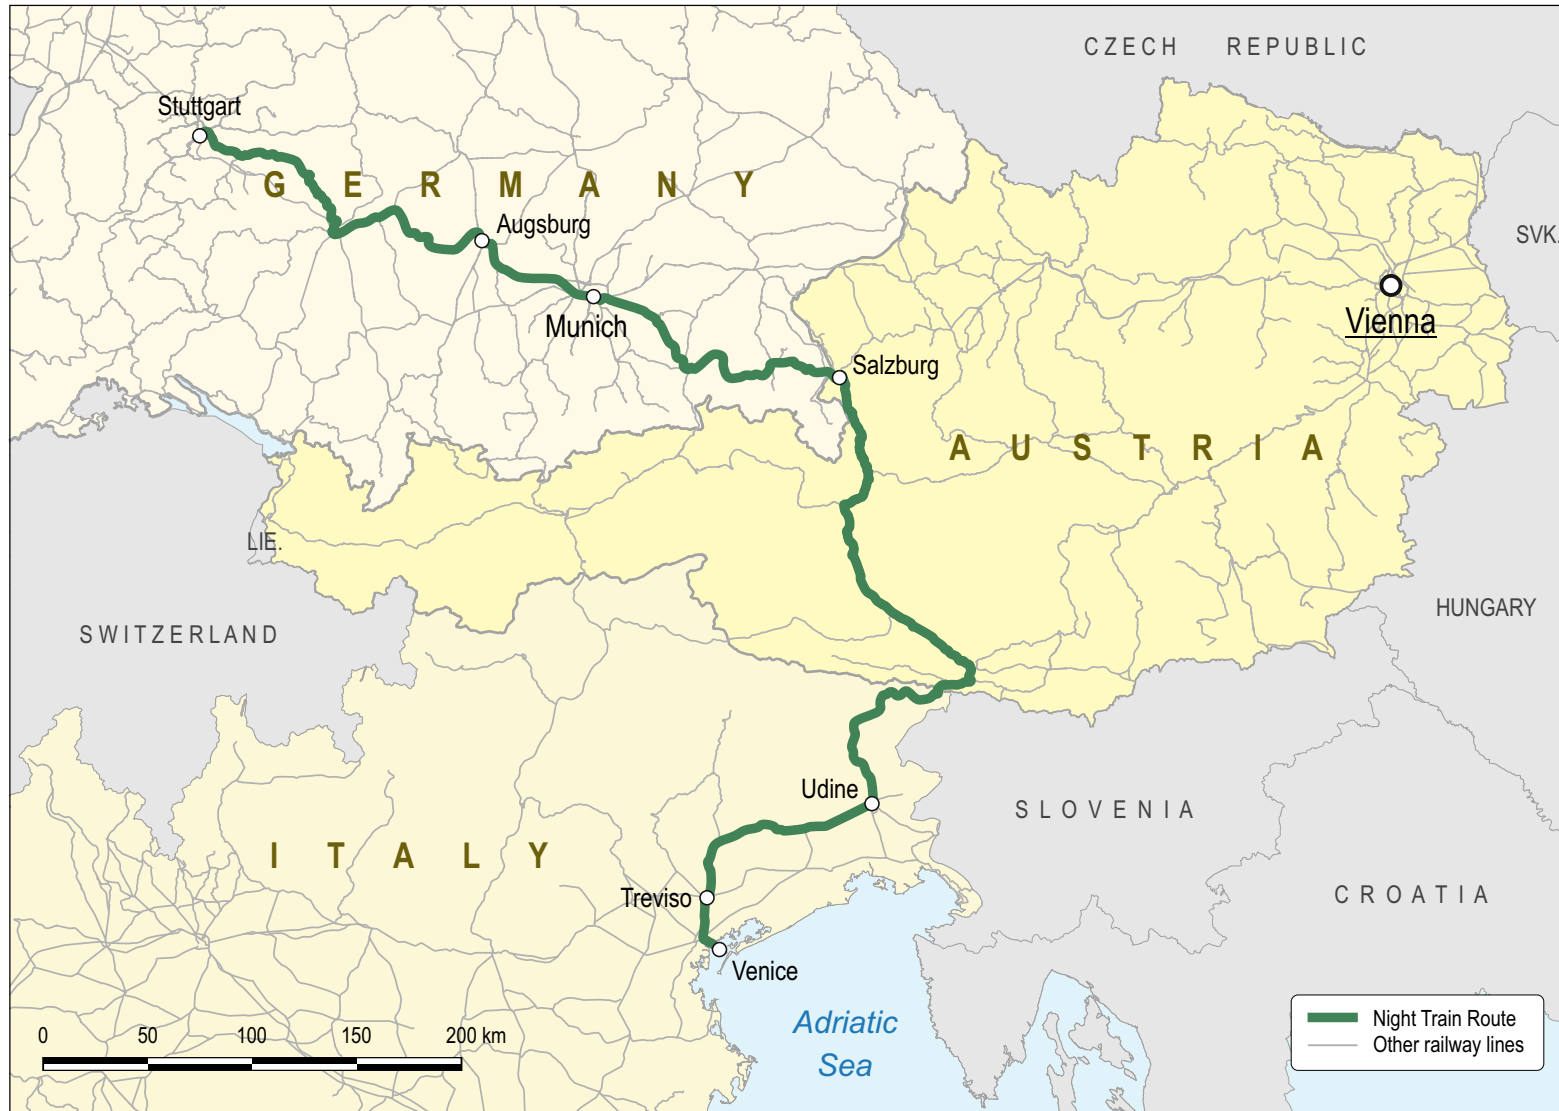 CZECH REPUBLIC
Stuttgart
GERMANY
Augsburg
SVK.
Munich
Vienna
Salzburg
AUSTRIA
LIE.
SWITZERLAND
HUNGARY
Udine
SLOVENIA
ITALY
Treviso
CROATIA
Venice
Adriatic
Sea
0 50 100 150 200 km
Night Train Route
Other railway lines